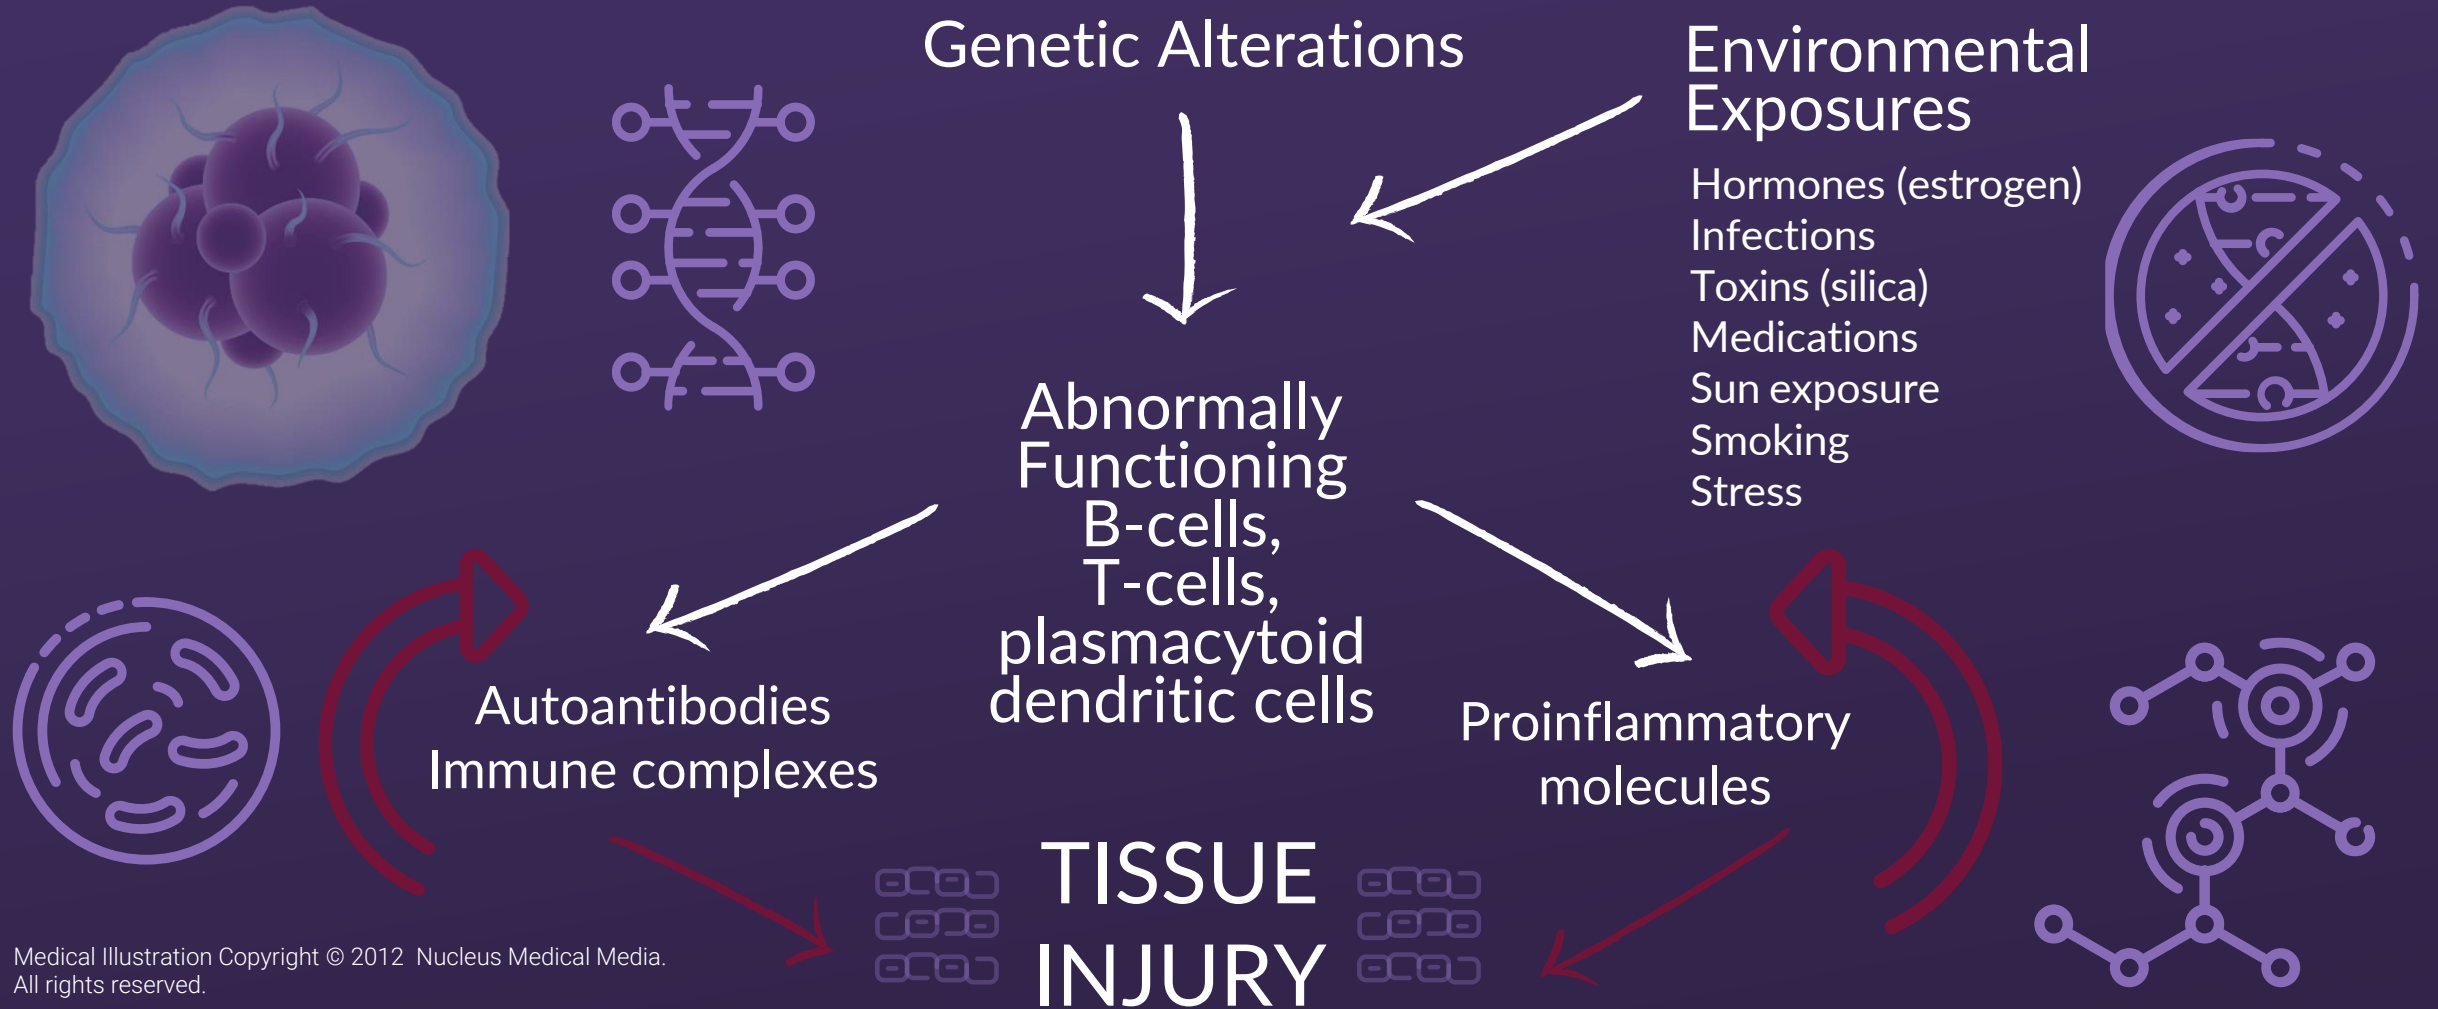 Genetic Alterations
Environmental
Exposures
Hormones (estrogen)
Infections
Toxins (silica)
Medications
Sun exposure
Smoking
Stress
Abnormally
Functioning
B-cells,
T-cells,
plasmacytoid
dendritic cells
Autoantibodies
Immune complexes
Proinflammatory
molecules
TISSUE
INJURY
Medical Illustration Copyright © 2012 Nucleus Medical Media.
All rights reserved.